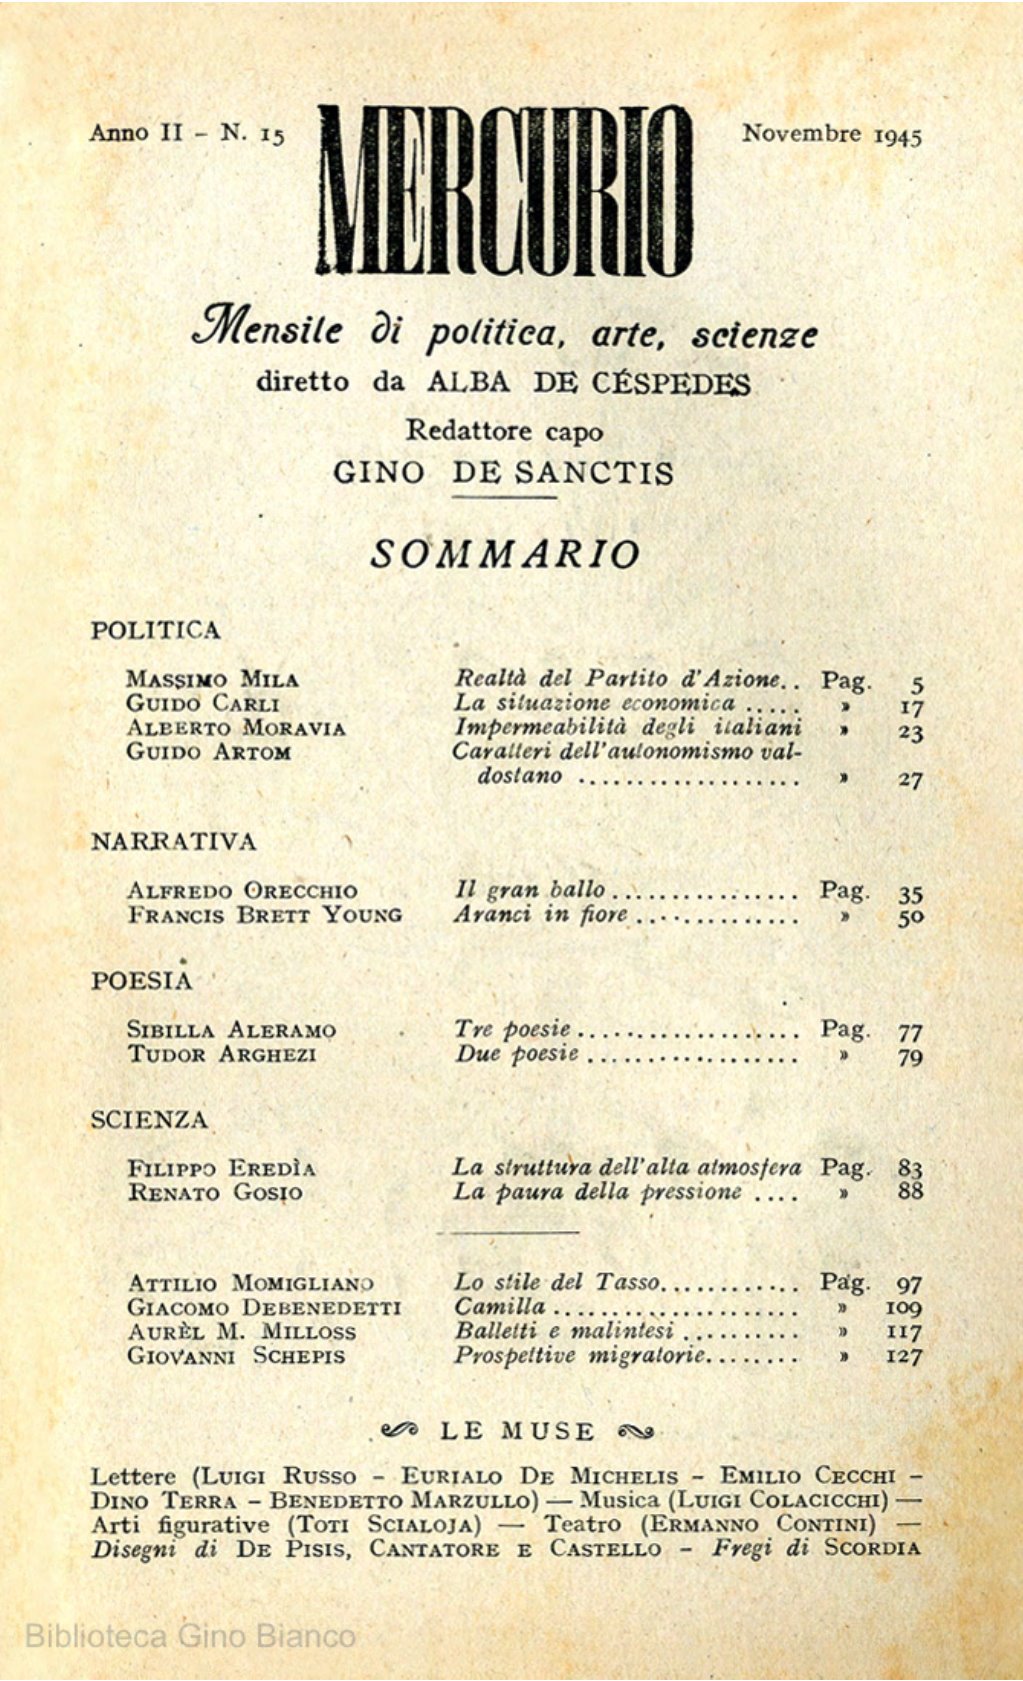 Anno II - N. 15
MERCURIO
Novembre 1945
Mensile di politica, arte, scienze
diretto da ALBA DE CÉSPEDES
Redattore capo
GINO DE SANCTIS
SOMMARIO
POLITICA
MASSIMO MILA Realtà del Partito d'Azione.. Pag. 5
GUIDO CARLI La situazione economica ..... » 17
ALBERTO MORAVIA Impermeabilità degli italiani » 23
GUIDO ARTOM Caratteri dell'autonomismo val-
dostano ................... » 27
NARRATIVA
ALFREDO ORECCHIO Il gran ballo ................ Pag. 35
FRANCIS BRETT YOUNG Aranci in fiore .............. » 50
POESIA
SIBILLA ALERAMO Tre poesie ................... Pag. 77
TUDOR ARGHEZI Due poesie .................. » 79
SCIENZA
FILIPPO EREDÌA La struttura dell'alta atmosfera Pag. 83
RENATO GOSIO La paura della pressione .... » 88
ATTILIO MOMIGLIANO Lo stile del Tasso............ Pag. 97
GIACOMO DEBENEDETTI Camilla ..................... » 109
AURÈL M. MILLOSS Balletti e malintesi .......... » 117
GIOVANNI SCHEPIS Prospettive migratorie........ » 127
LE MUSE
Lettere (LUIGI RUSSO - EURIALO DE MICHELIS - EMILIO CECCHI -
DINO TERRA - BENEDETTO MARZULLO) — Musica (LUIGI COLACICCHI) —
Arti figurative (TOTI SCIALOJA) — Teatro (ERMANNO CONTINI) —
Disegni di DE PISIS, CANTATORE E CASTELLO - Fregi di SCORDIA
Biblioteca Gino Bianco